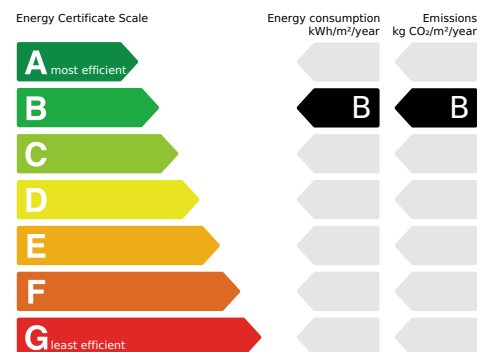 Energy Certificate Scale
Energy consumption
kWh/m²/year
Emissions
kg CO₂/m²/year
A most efficient
B
B
B
C
D
E
F
G least efficient